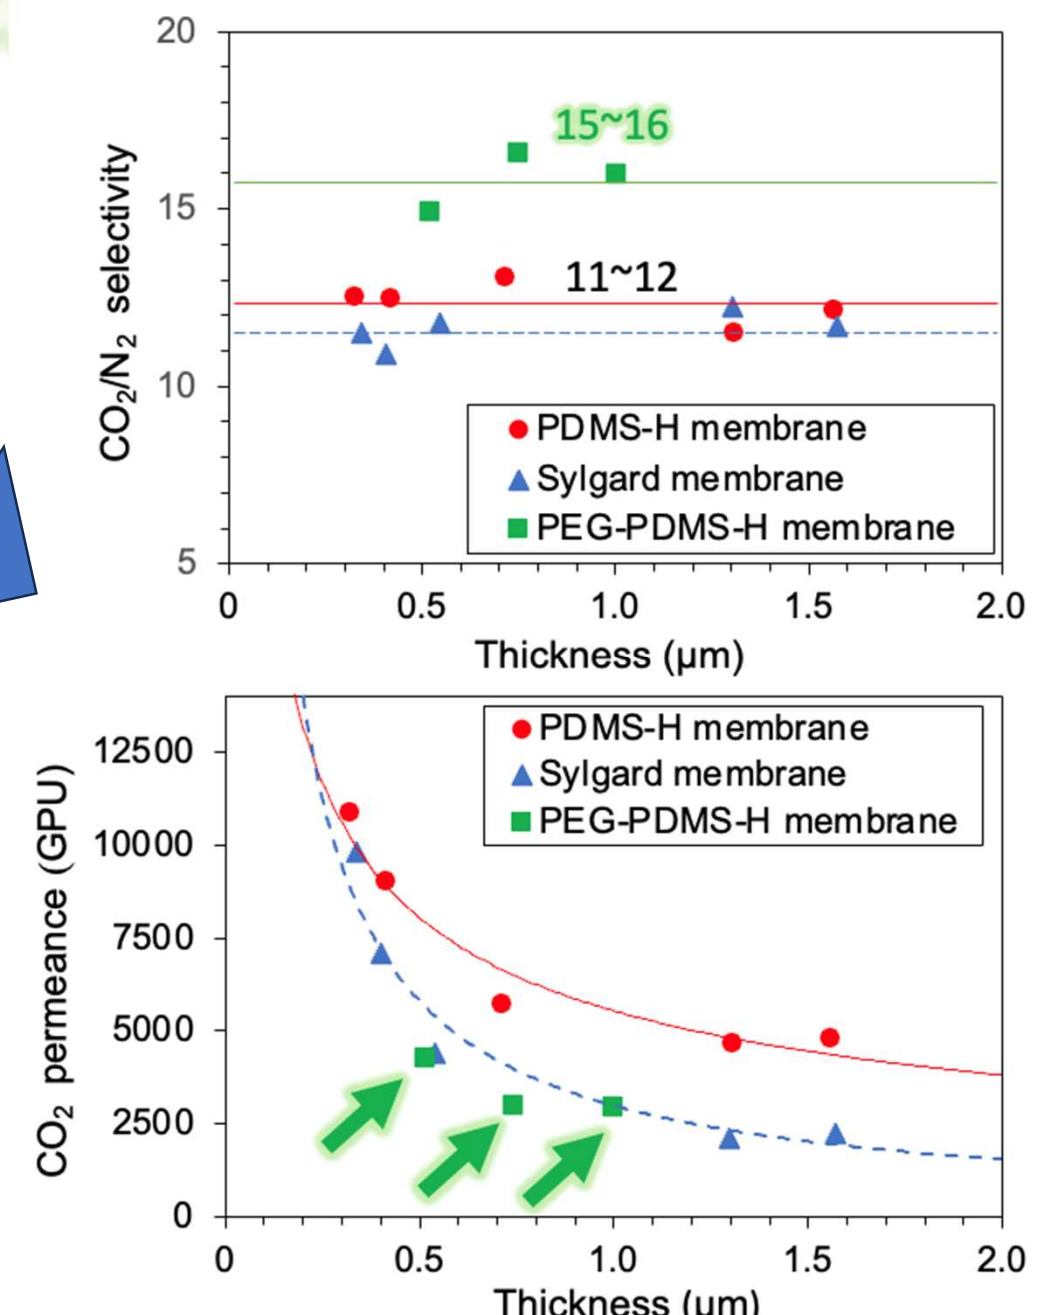 20
15
10
5
CO₂/N₂ selectivity
15~16
11~12
PDMS-H membrane
Sylgard membrane
PEG-PDMS-H membrane
0 0.5 1.0 1.5 2.0
Thickness (μm)
12500
10000
7500
5000
2500
0
CO₂ permeance (GPU)
PDMS-H membrane
Sylgard membrane
PEG-PDMS-H membrane
0 0.5 1.0 1.5 2.0
Thickness (μm)